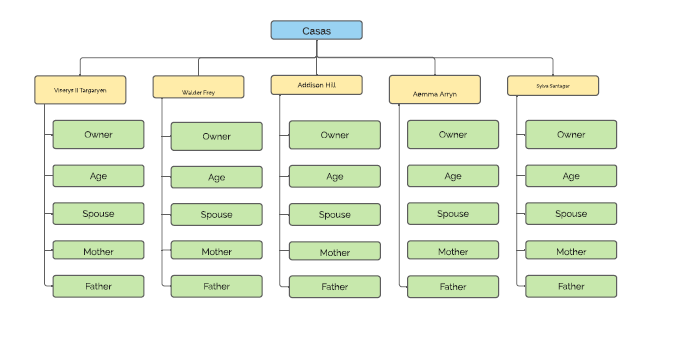 Casas
Viserys II Targaryen
Walder Frey
Addison Hill
Aemma Arryn
Sylva Santagar
Owner
Owner
Owner
Owner
Owner
Age
Age
Age
Age
Age
Spouse
Spouse
Spouse
Spouse
Spouse
Mother
Mother
Mother
Mother
Mother
Father
Father
Father
Father
Father